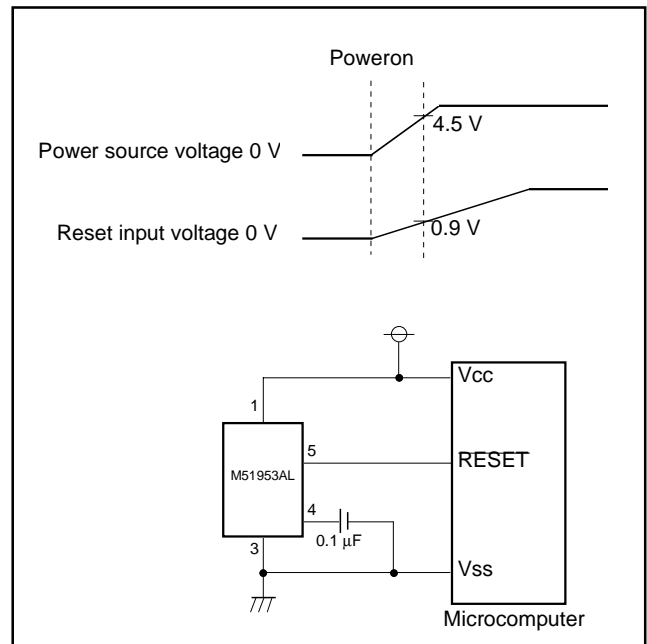 Poweron
4.5 V
Power source voltage 0 V
0.9 V
Reset input voltage 0 V
Vcc
1
5
RESET
M51953AL
4
0.1 µF
3
Vss
Microcomputer